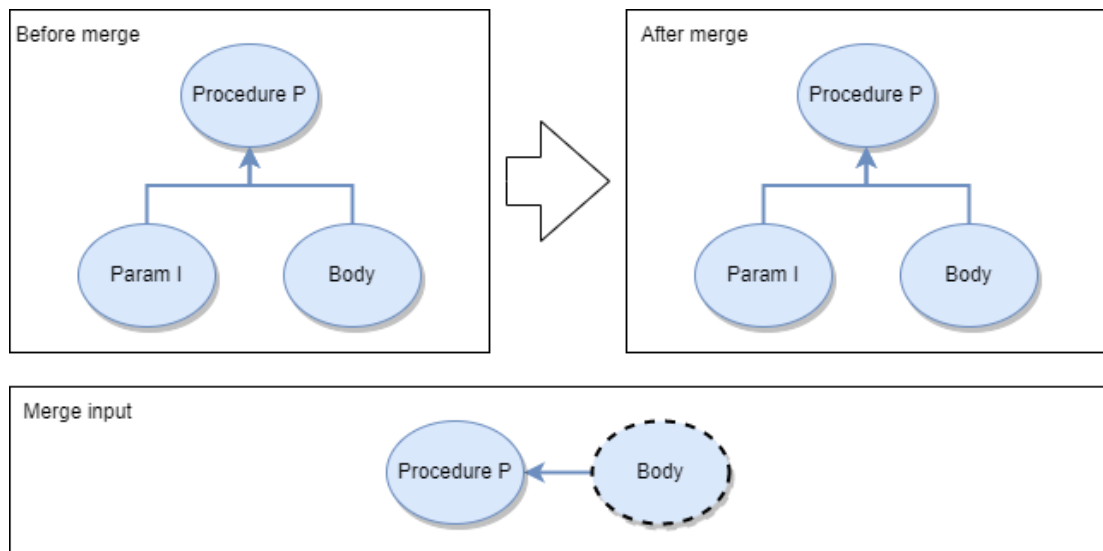 Before merge
Procedure P
Param I
Body
After merge
Procedure P
Param I
Body
Merge input
Procedure P
Body